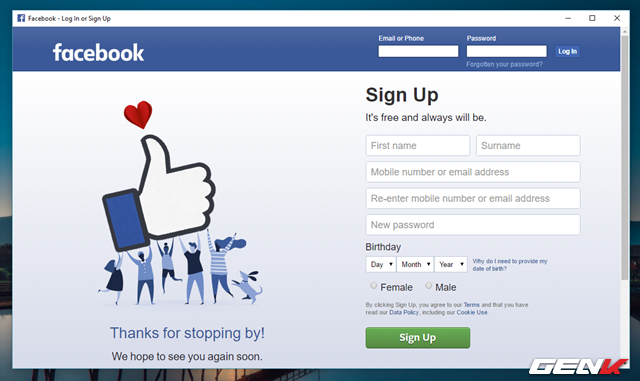 Facebook - Log In or Sign Up
facebook
Email or Phone
Password
Log In
Forgotten your password?
Sign Up
It's free and always will be.
First name
Surname
Mobile number or email address
Re-enter mobile number or email address
New password
Birthday
Day
Month
Year
Why do I need to provide my
date of birth?
Female
Male
By clicking Sign Up, you agree to our Terms and that you have
read our Data Policy, including our Cookie Use.
Sign Up
Thanks for stopping by!
We hope to see you again soon.
GENK